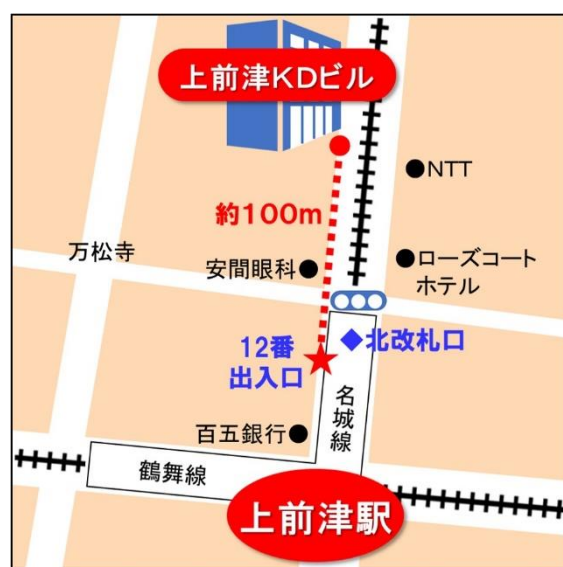 上前津KDビル
NTT
約100m
万松寺
安間眼科
ローズコート
ホテル
12番
出入口
北改札口
百五銀行
名城線
鶴舞線
上前津駅